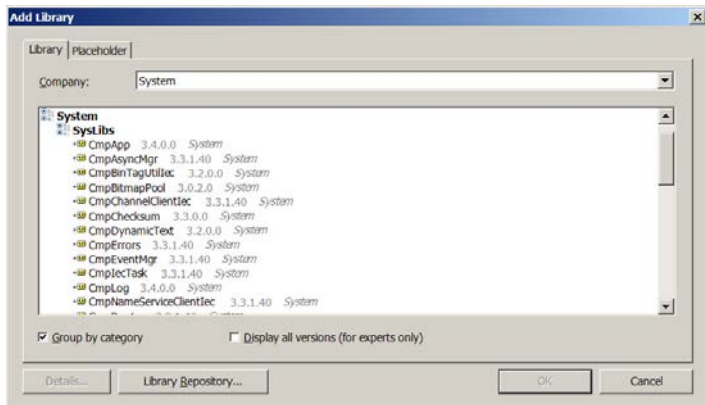 Add Library
Library Placeholder
Company: System
System
SysLibs
CmpApp 3.4.0.0 System
CmpAsyncMgr 3.3.1.40 System
CmpBinTagUtilIec 3.2.0.0 System
CmpBitmapPool 3.0.2.0 System
CmpChannelClientIec 3.3.1.40 System
CmpChecksum 3.3.0.0 System
CmpDynamicText 3.2.0.0 System
CmpErrors 3.3.1.40 System
CmpEventMgr 3.3.1.40 System
CmpIecTask 3.3.1.40 System
CmpLog 3.4.0.0 System
CmpNameServiceClientIec 3.3.1.40 System
Group by category Display all versions (for experts only)
Details... Library Repository... OK Cancel